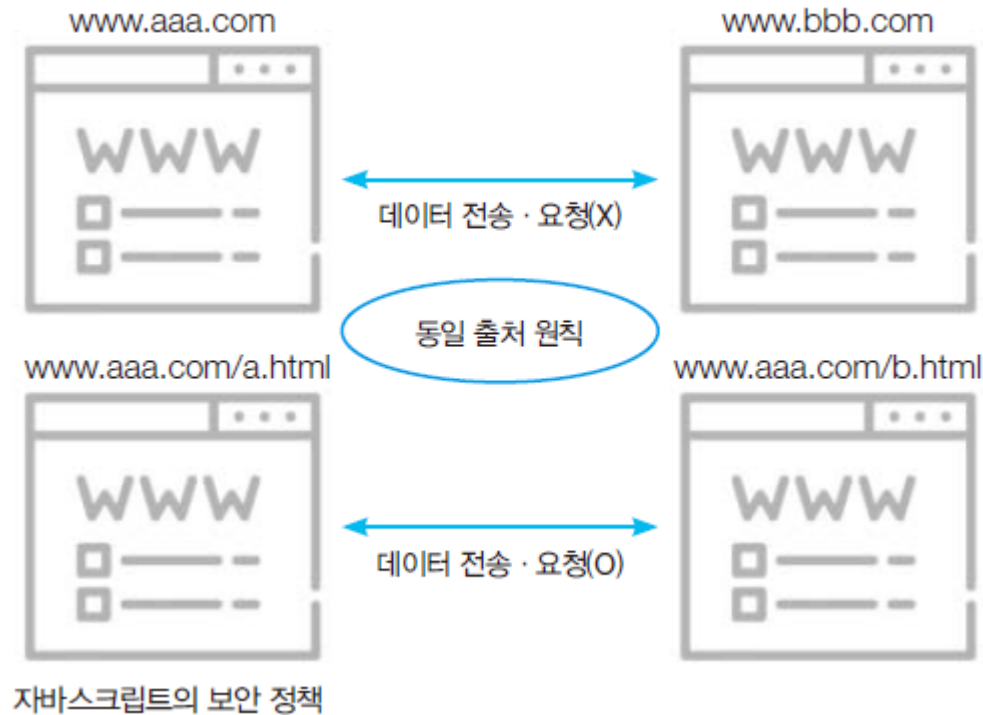 www.aaa.com
www.bbb.com
WWW
WWW
데이터 전송 · 요청(X)
동일 출처 원칙
www.aaa.com/a.html
www.aaa.com/b.html
WWW
WWW
데이터 전송 · 요청(O)
자바스크립트의 보안 정책